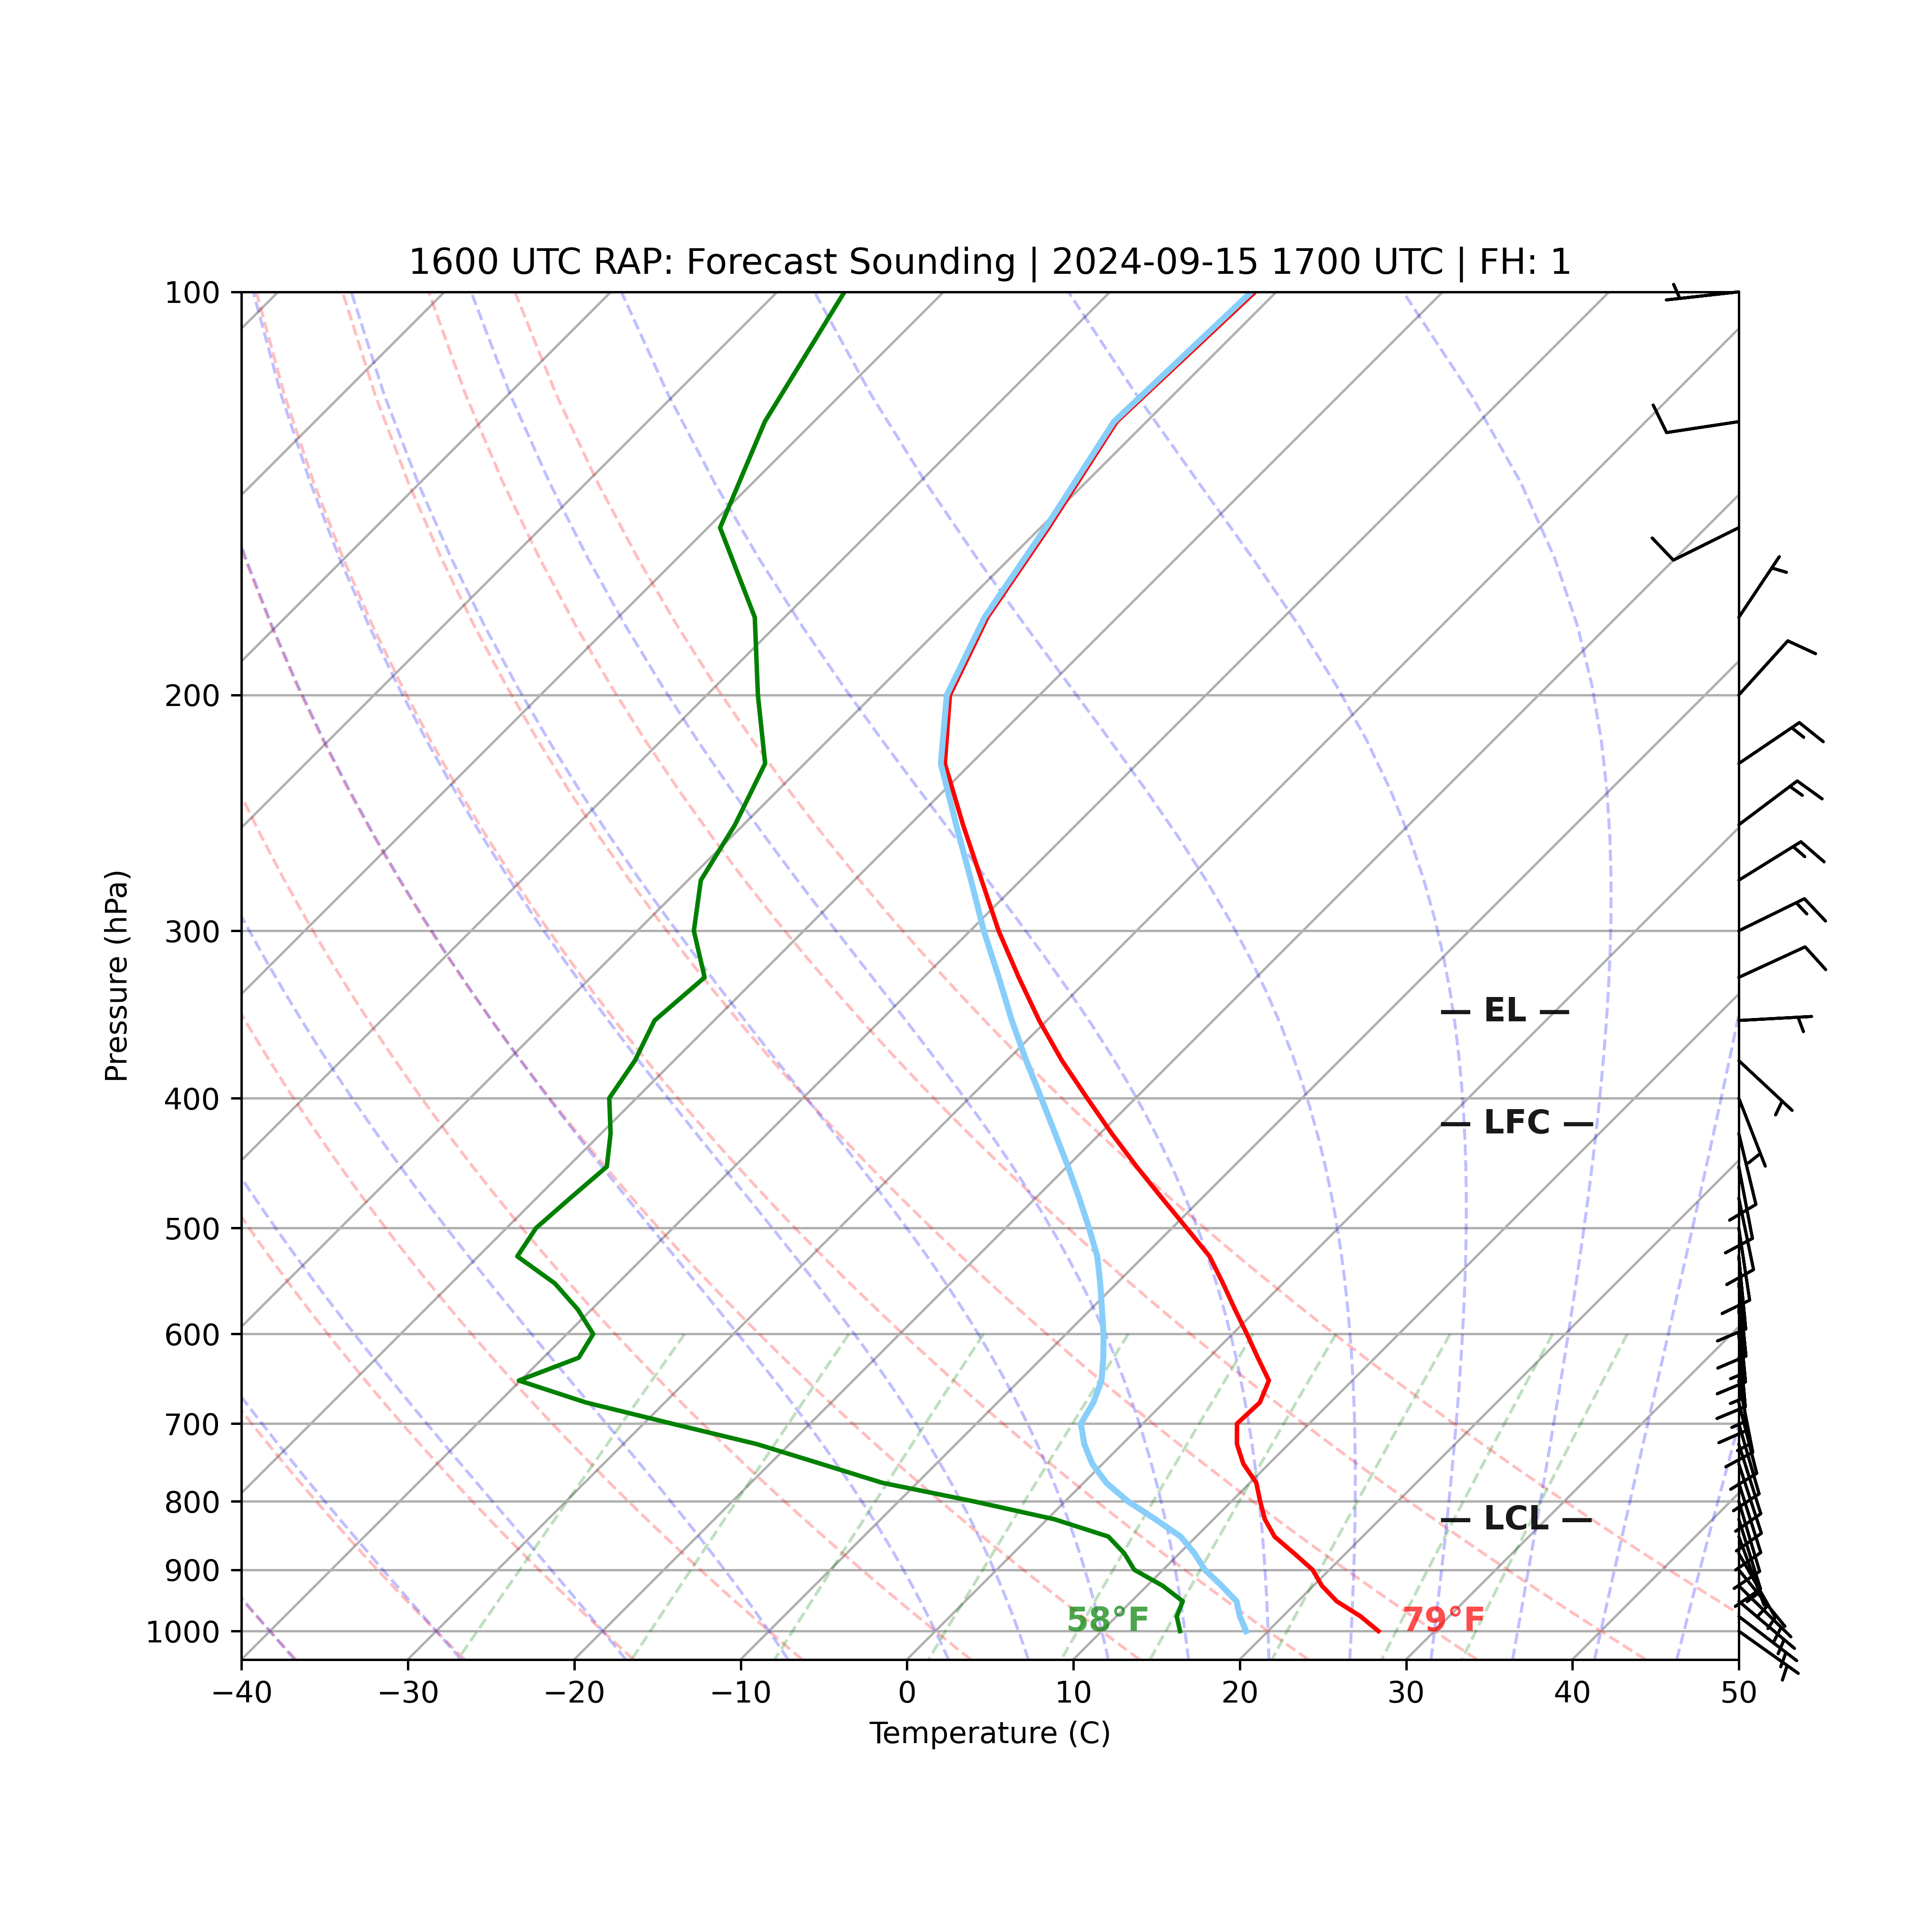 1600 UTC RAP: Forecast Sounding | 2024-09-15 1700 UTC | FH: 1
100
200
300
— EL —
400
— LFC —
500
600
700
800
— LCL —
900
58°F 79°F
1000
−40 −30 −20 −10 0 10 20 30 40 50
Temperature (C)
Pressure (hPa)